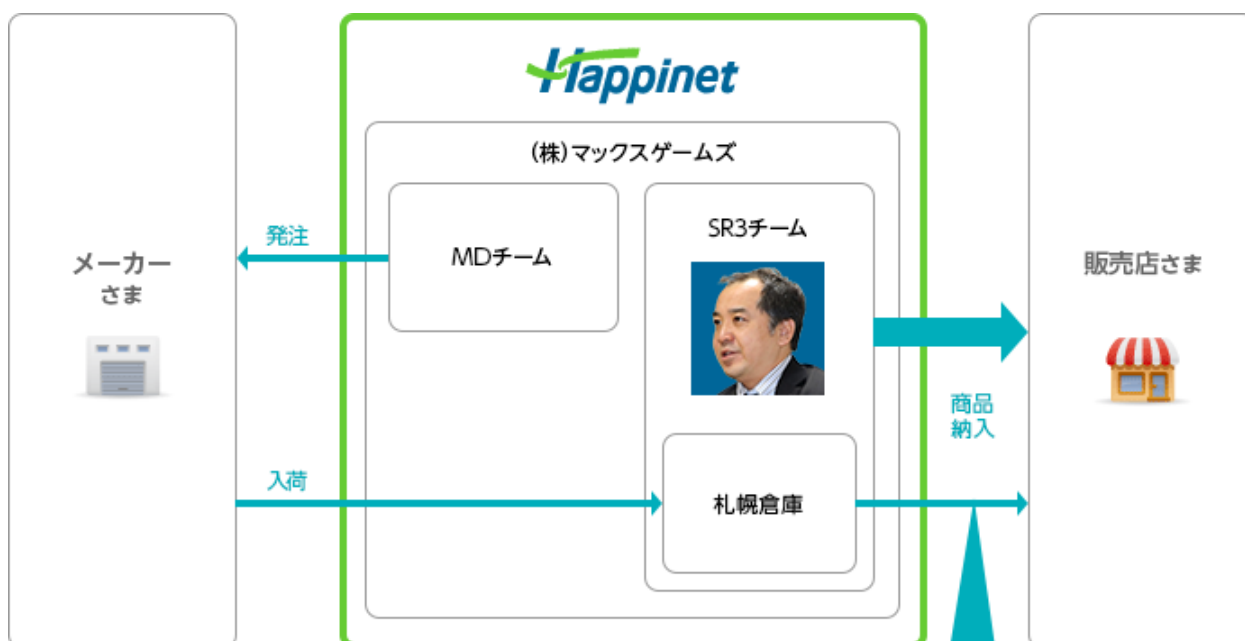 Happinet
(株)マックスゲームズ
メーカー
さま
発注
MDチーム
SR3チーム
販売店さま
商品
納入
入荷
札幌倉庫